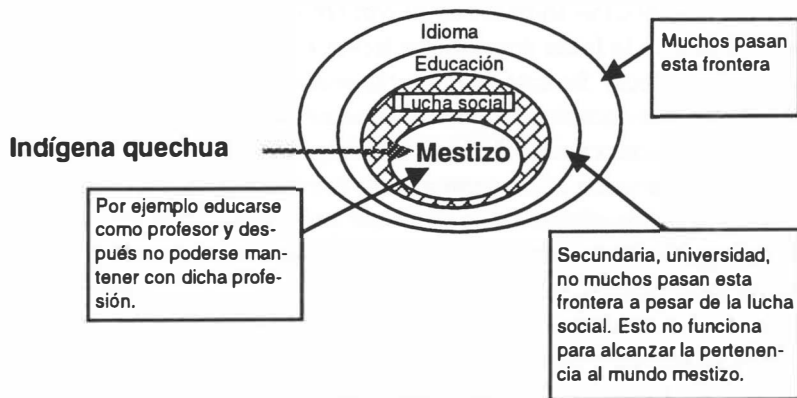 Idioma
Educación
Lucha social
Mestizo
Indígena quechua
Muchos pasan
esta frontera
Por ejemplo educarse
como profesor y des-
pués no poderse man-
tener con dicha profe-
sión.
Secundaria, universidad,
no muchos pasan esta
frontera a pesar de la lucha
social. Esto no funciona
para alcanzar la pertenen-
cia al mundo mestizo.